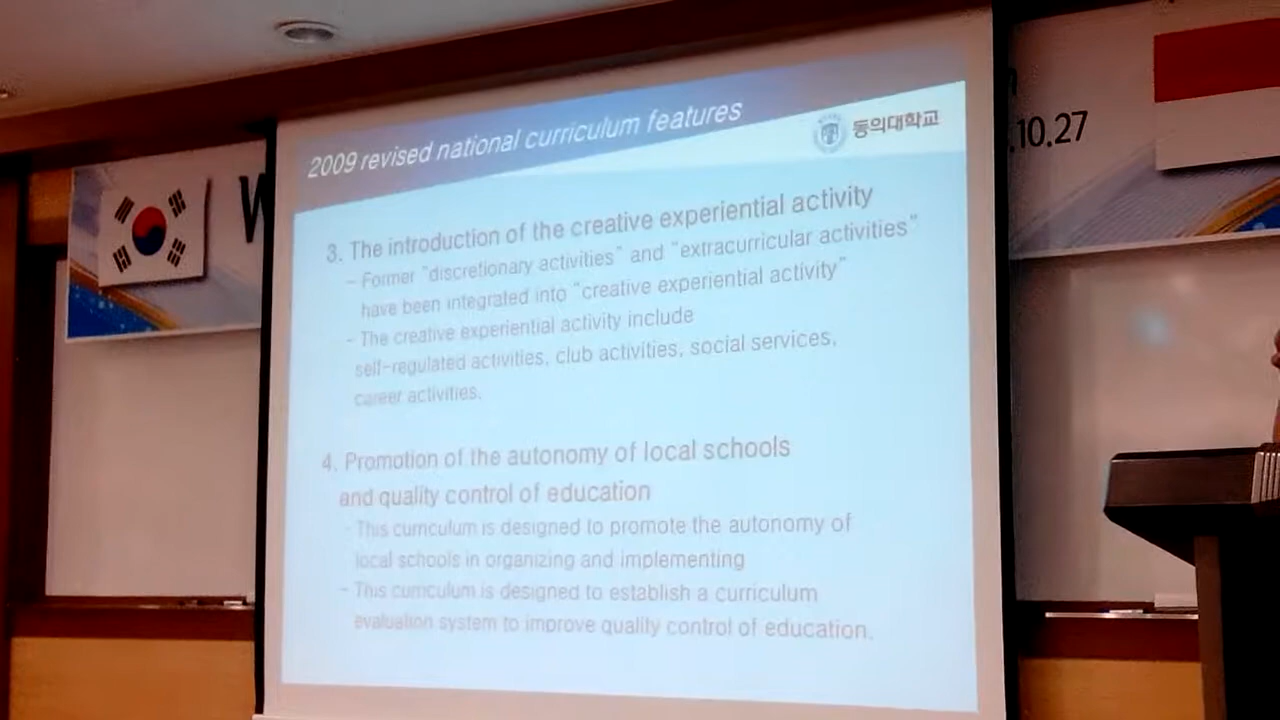 2009 revised national curriculum features
동의대학교
3. The introduction of the creative experiential activity
- Former "discretionary activities" and "extracurricular activities"
have been integrated into "creative experiential activity"
- The creative experiential activity include
self-regulated activities, club activities, social services,
career activities.
4. Promotion of the autonomy of local schools
and quality control of education
- This curriculum is designed to promote the autonomy of
local schools in organizing and implementing
- This curriculum is designed to establish a curriculum
evaluation system to improve quality control of education.
W
.10.27